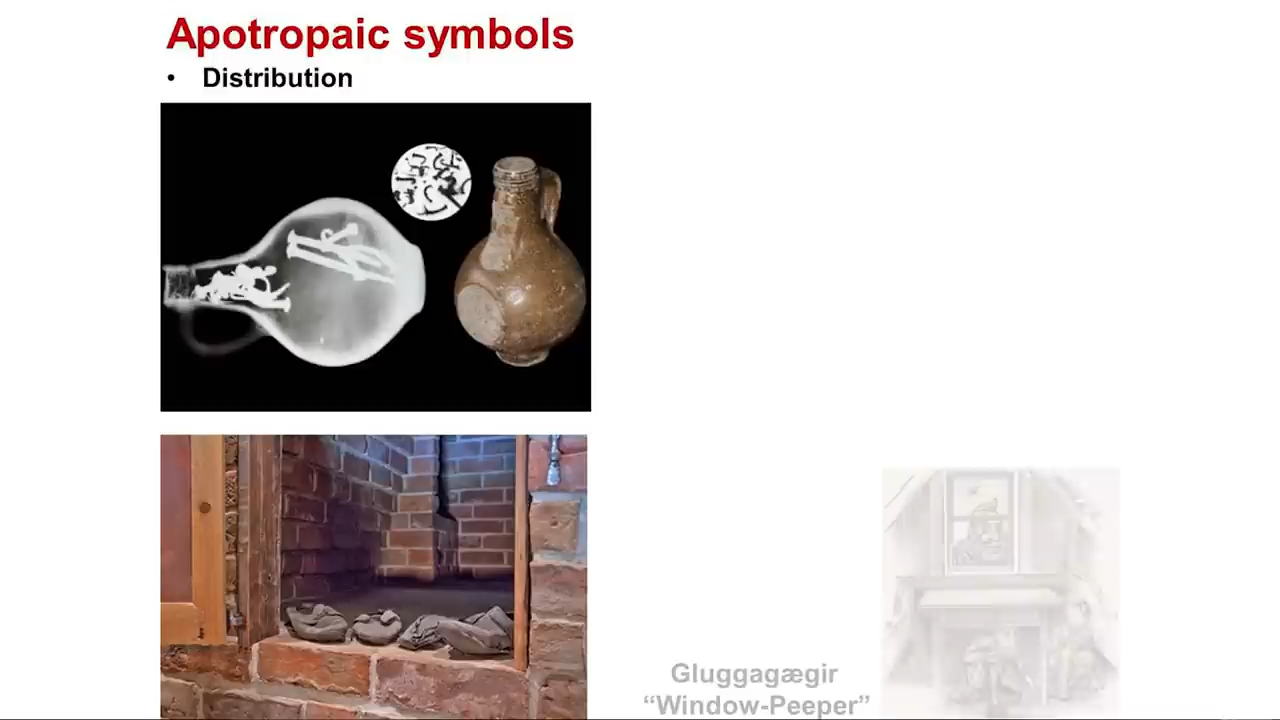 Apotropaic symbols
• Distribution
Gluggagægir
“Window-Peeper”